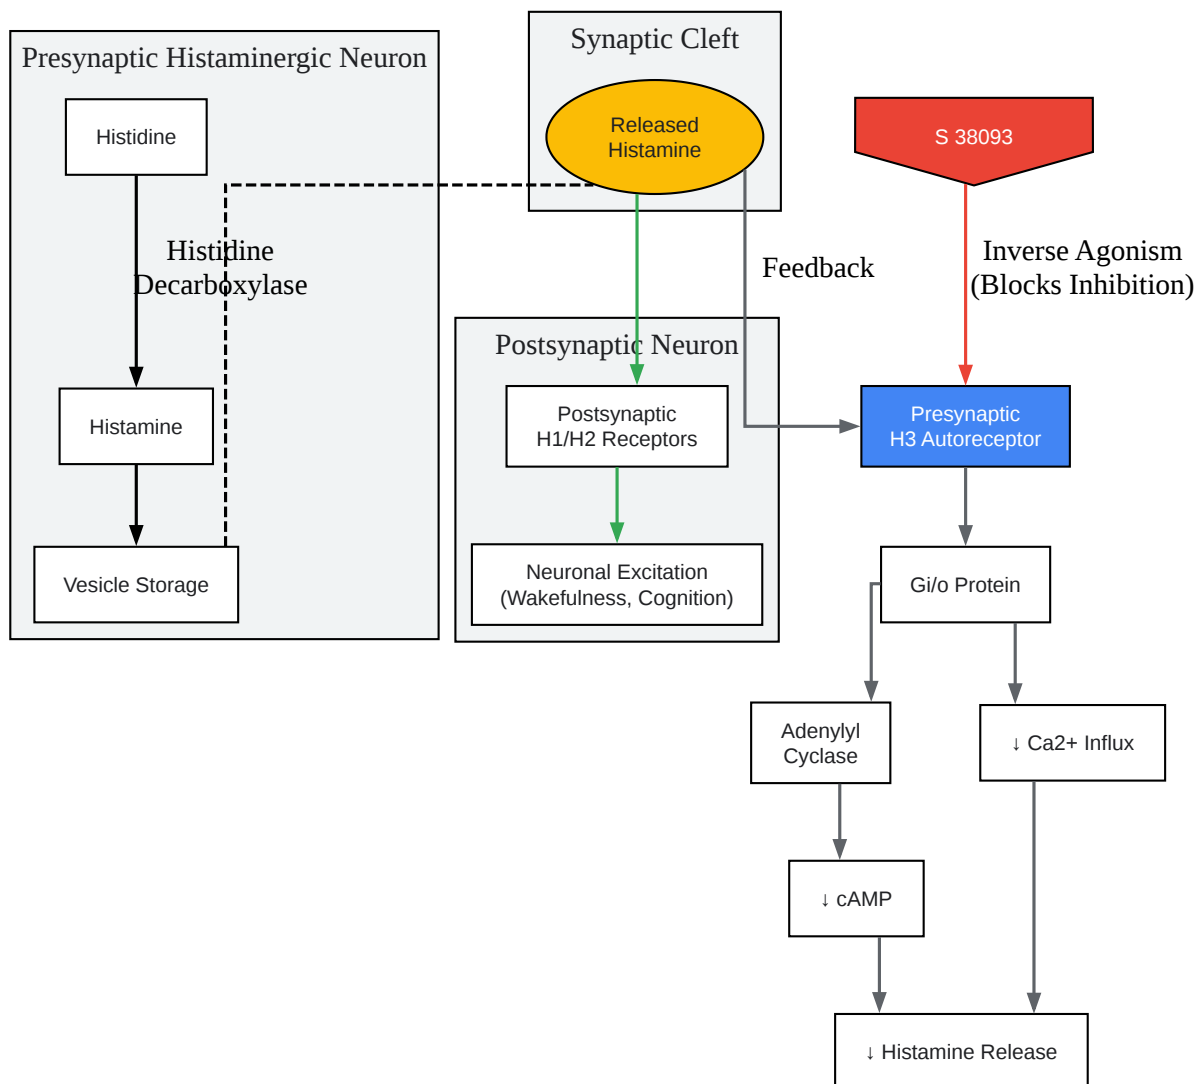 Presynaptic Histaminergic Neuron
Histidine
Histidine
Decarboxylase
Histamine
Vesicle Storage
Synaptic Cleft
Released
Histamine
Feedback
Postsynaptic Neuron
Postsynaptic
H1/H2 Receptors
Neuronal Excitation
(Wakefulness, Cognition)
S 38093
Inverse Agonism
(Blocks Inhibition)
Presynaptic
H3 Autoreceptor
Gi/o Protein
Adenylyl
Cyclase
↓ Ca2+ Influx
↓ cAMP
↓ Histamine Release